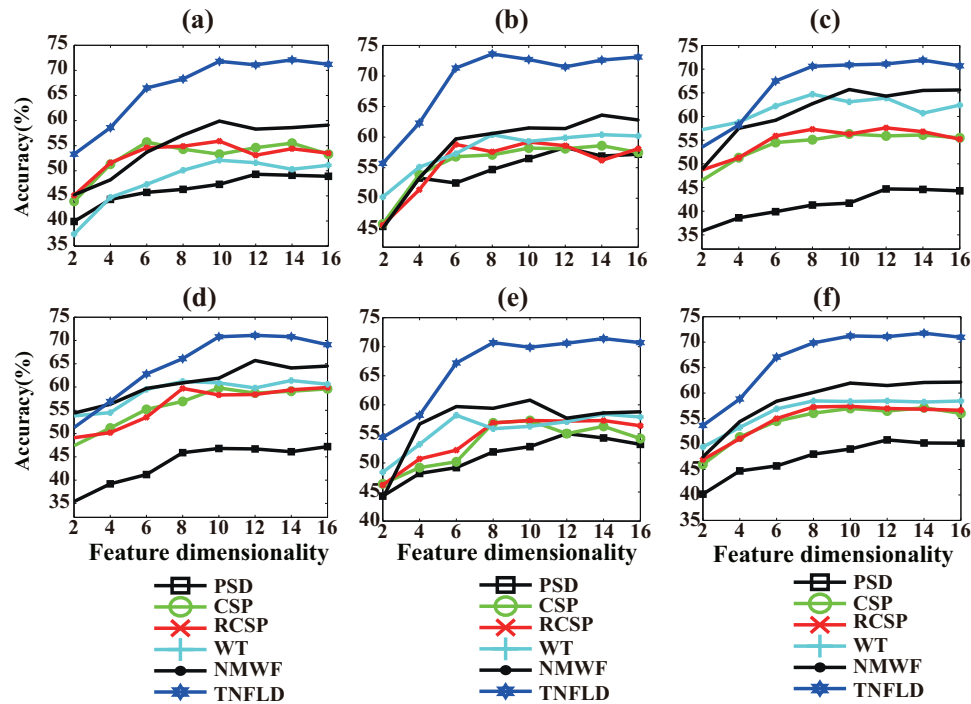 (a) (b) (c)
Accuracy(%)
75 75 75
70 70 70
65 65 65
60 60 60
55 55 55
50 50 50
45 45 45
40 40
35 35
2 4 6 8 10 12 14 16 2 4 6 8 10 12 14 16 2 4 6 8 10 12 14 16
(d) (e) (f)
Accuracy(%)
75 75 75
70 70 70
65 65 65
60 60 60
55 55 55
50 50 50
45 45 45
40 40 40
35 35
2 4 6 8 10 12 14 16 2 4 6 8 10 12 14 16 2 4 6 8 10 12 14 16
Feature dimensionality Feature dimensionality Feature dimensionality
PSD PSD PSD
CSP CSP CSP
RCSP RCSP RCSP
WT WT WT
NMWF NMWF NMWF
TNFLD TNFLD TNFLD